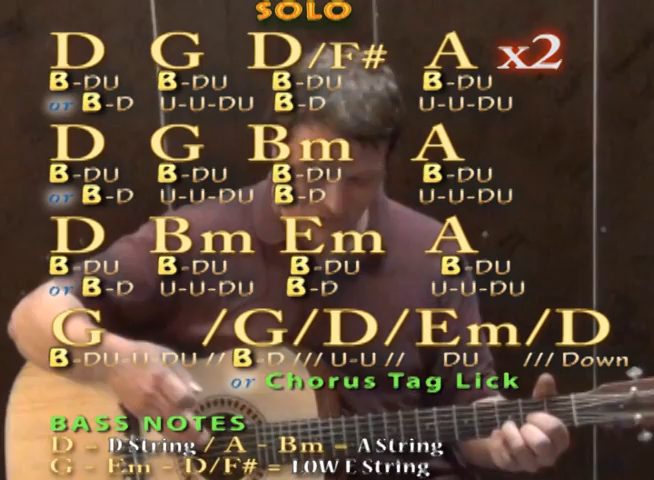 SOLO
D G D/F# A x2
B-DU B-DU B-DU B-DU
or B-D U-U-DU B-D U-U-DU
D G Bm A
B-DU B-DU B-DU B-DU
or B-D U-U-DU B-D U-U-DU
D Bm Em A
B-DU B-DU B-DU B-DU
or B-D U-U-DU B-D U-U-DU
G /G/D/Em/D
B-DU-U-DU // B-D /// U-U // DU /// Down
or Chorus Tag Lick
BASS NOTES
D - D String / A - Bm = A String
G - Em - D/F# = LOW E String